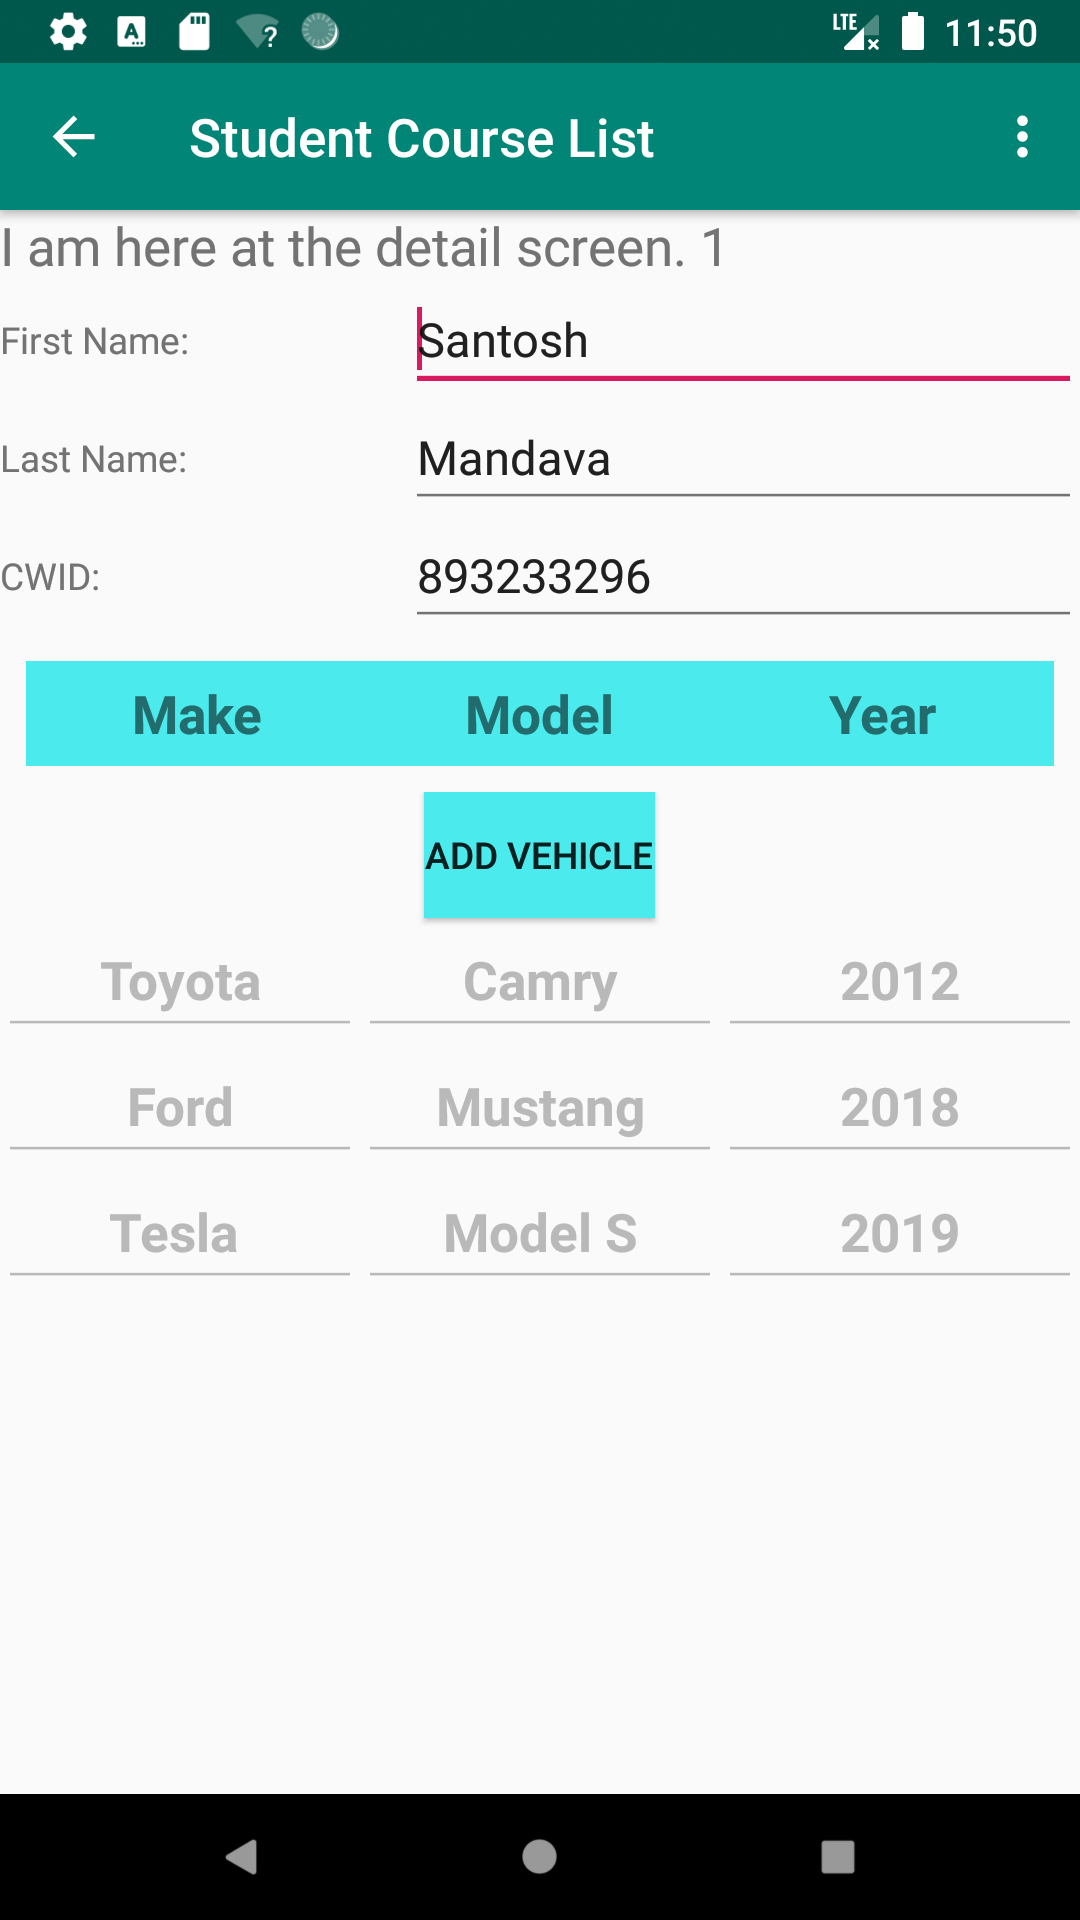 LTE 11:50
Student Course List
I am here at the detail screen. 1
First Name: Santosh
Last Name: Mandava
CWID: 893233296
Make Model Year
ADD VEHICLE
Toyota Camry 2012
Ford Mustang 2018
Tesla Model S 2019